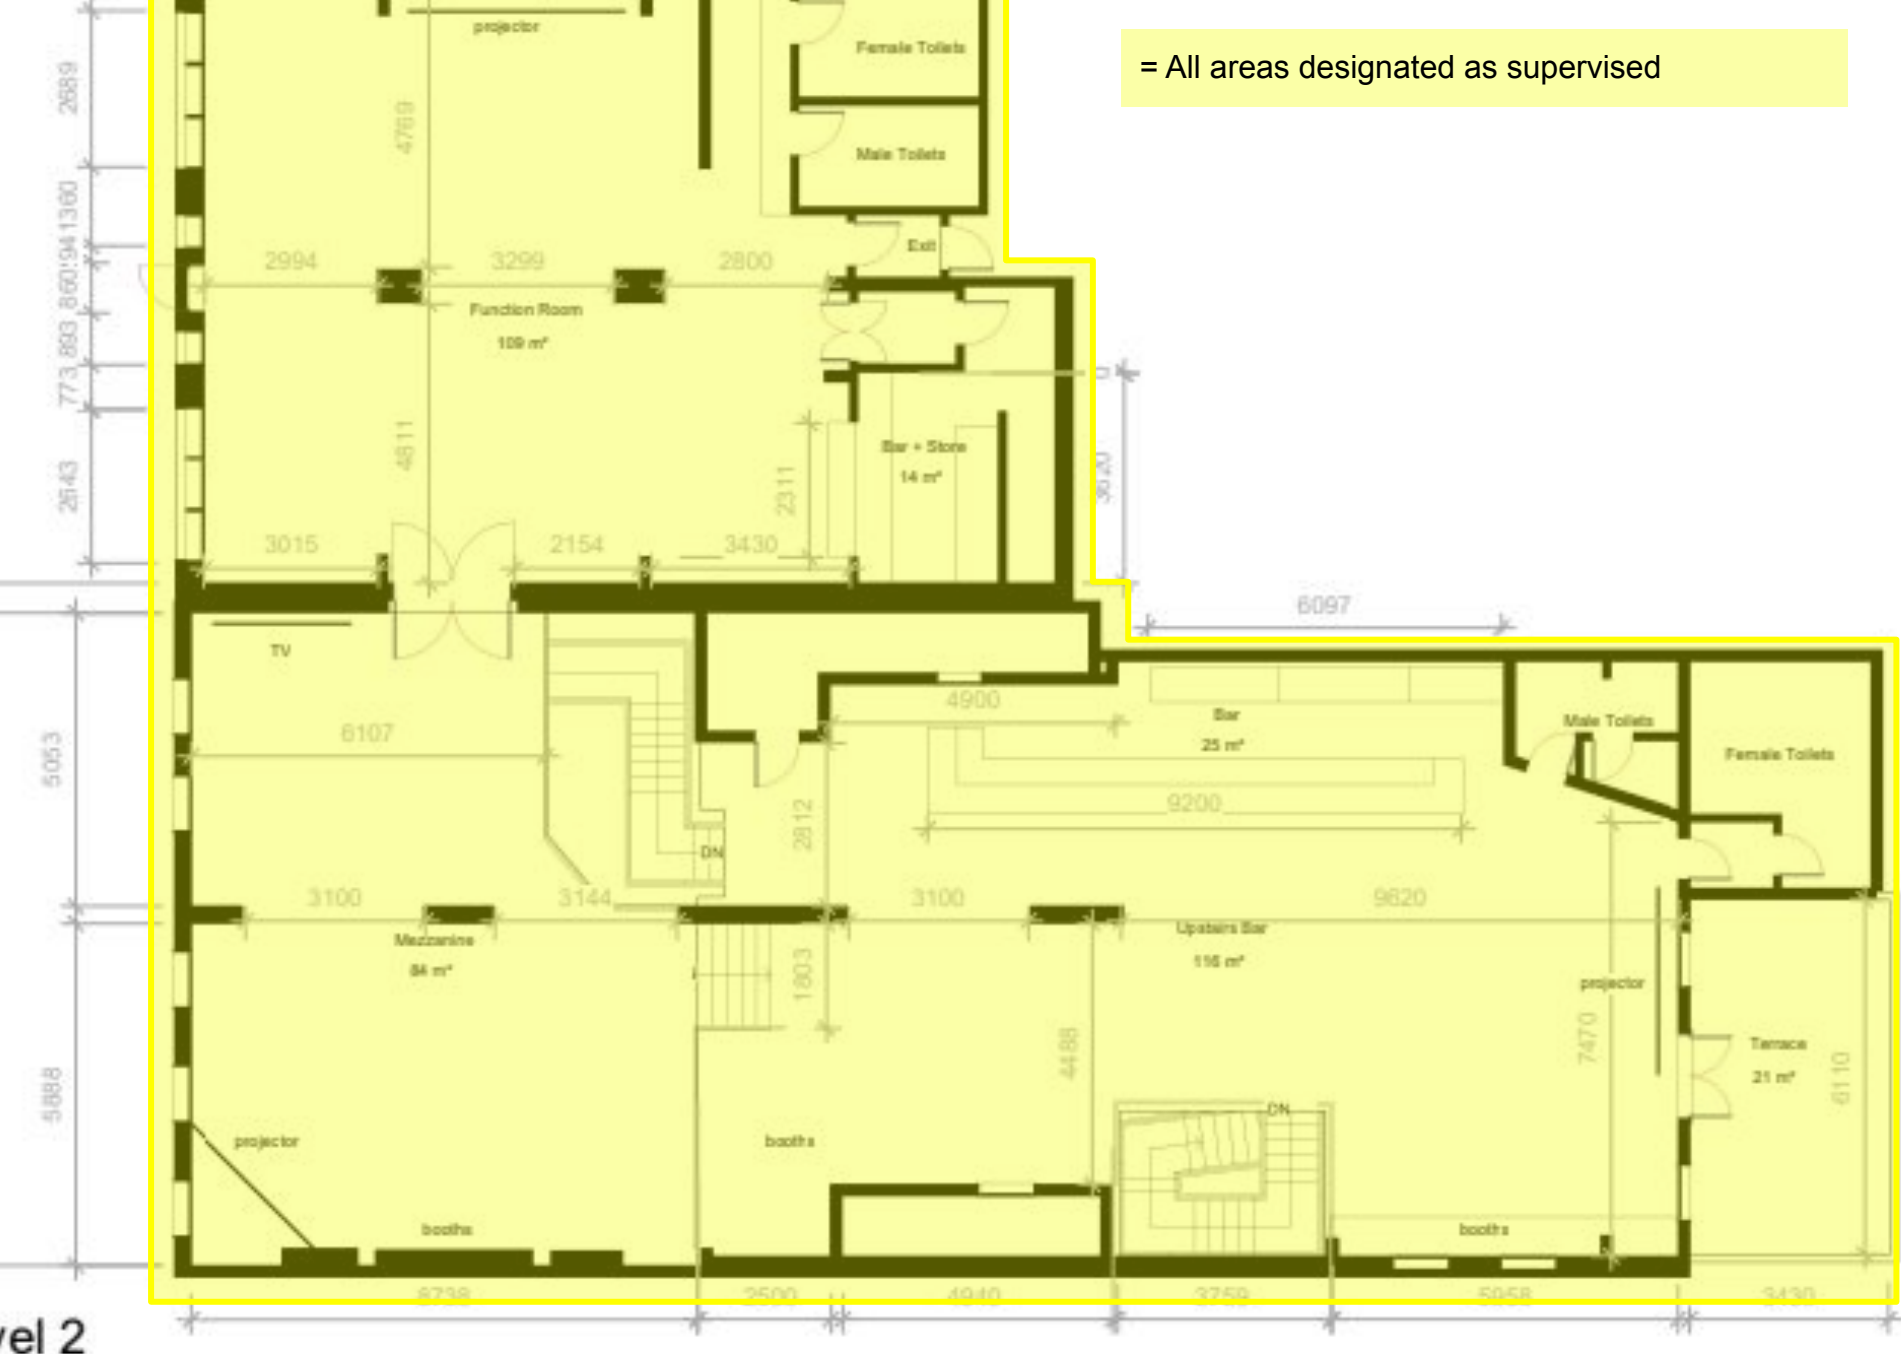 projector
Female Toilets
= All areas designated as supervised
2689
4769
Male Toilets
1360
Exit
2994
3299
2800
Function Room
109 m²
893
773
4811
Bar + Store
14 m²
2643
2311
3015
2154
3430
6097
TV
4900
Bar
25 m²
Male Toilets
Female Toilets
6107
5053
9200
2812
DN
3100
3144
3100
9620
Mezzanine
84 m²
Upstairs Bar
116 m²
1803
projector
4488
7470
Terrace
21 m²
6110
5888
DN
projector
booths
booths
booths
8738
2500
4940
3759
5958
3430
vel 2